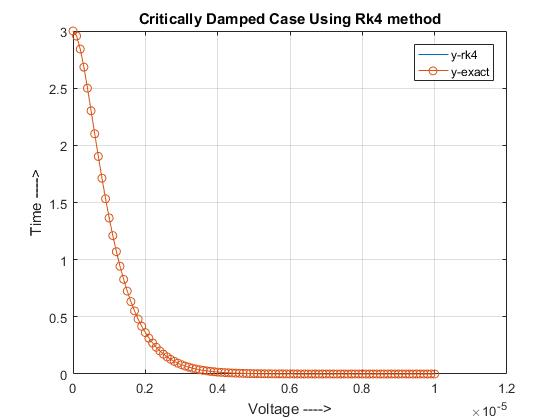 Critically Damped Case Using Rk4 method
y-rk4
y-exact
3
2.5
2
1.5
1
0.5
0
Time ---->
0 0.2 0.4 0.6 0.8 1 1.2
×10^-5
Voltage ---->